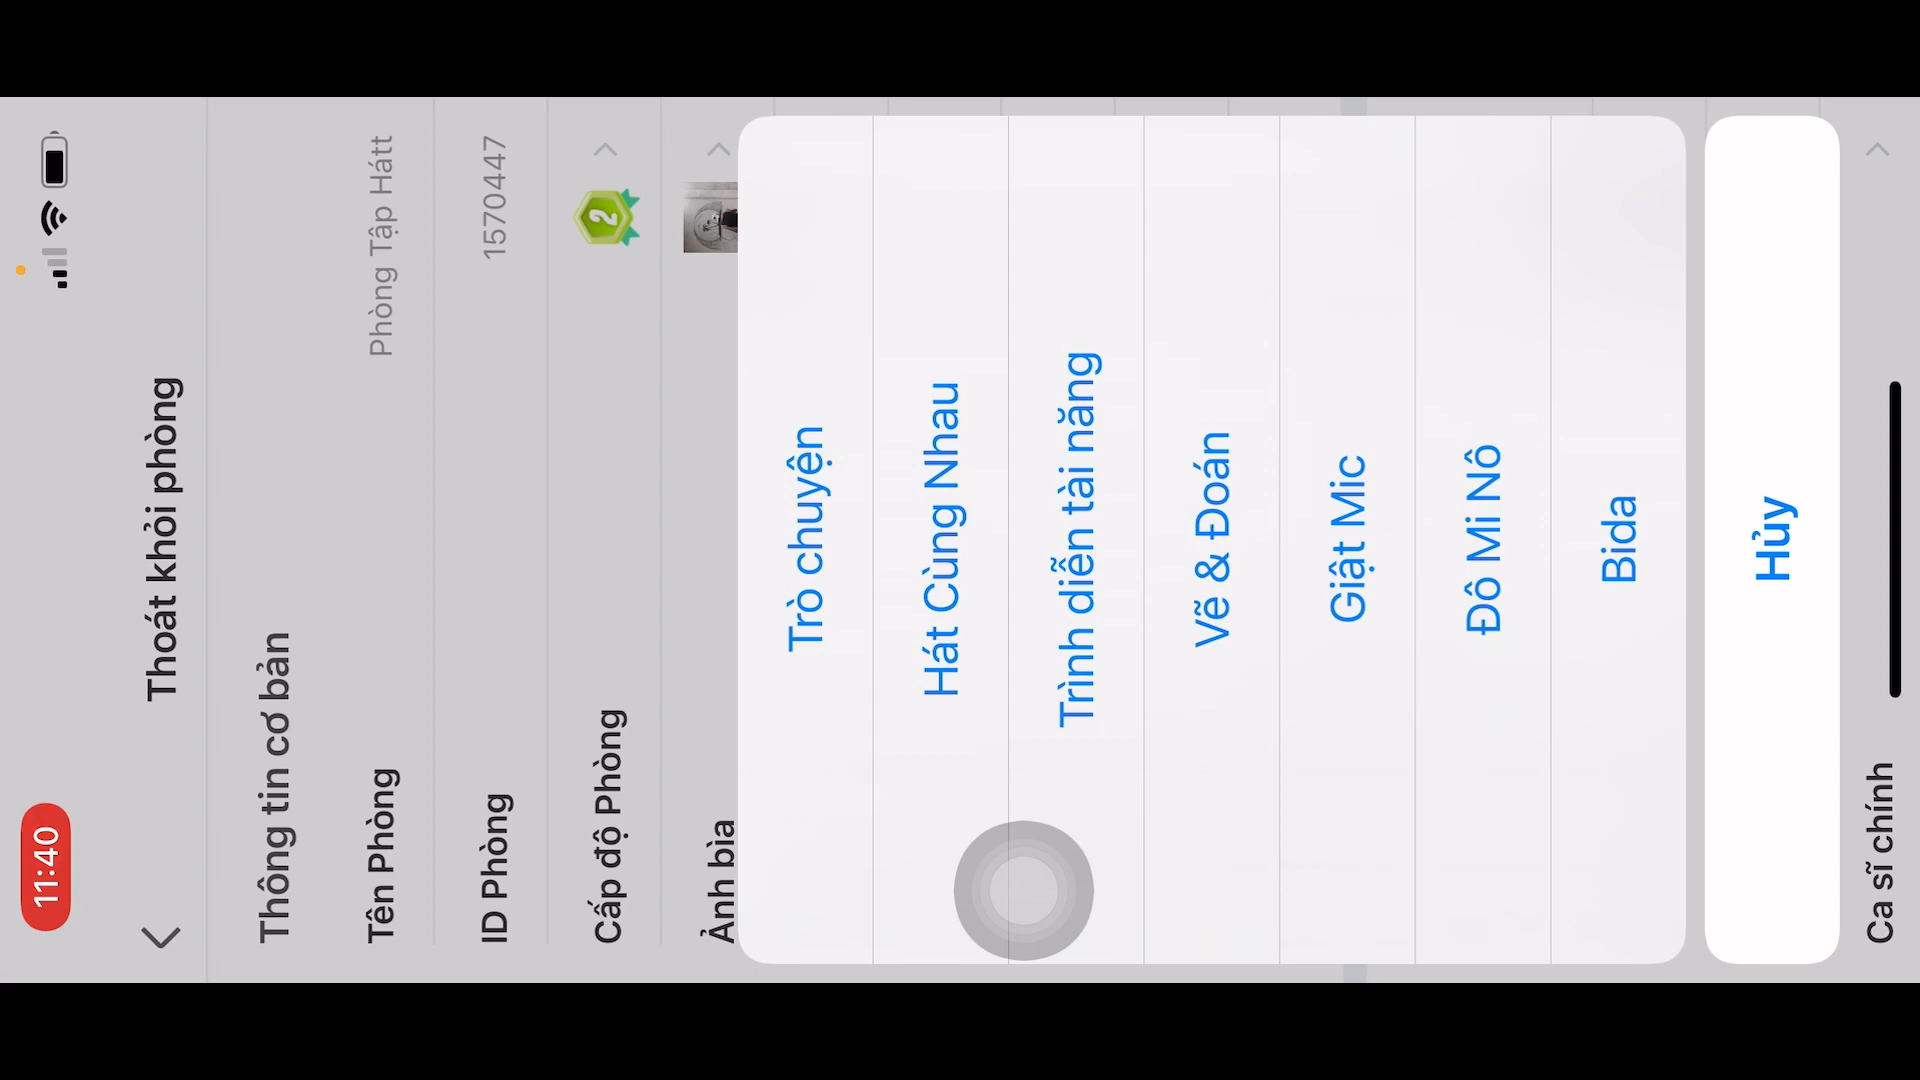 11:40
Thoát khỏi phòng
Thông tin cơ bản
Tên Phòng
Phòng Tập Hátt
ID Phòng
1570447
Cấp độ Phòng
2
Ảnh bìa
Trò chuyện
Hát Cùng Nhau
Trình diễn tài năng
Vẽ & Đoán
Giật Mic
Đô Mi Nô
Bida
Hủy
Ca sĩ chính